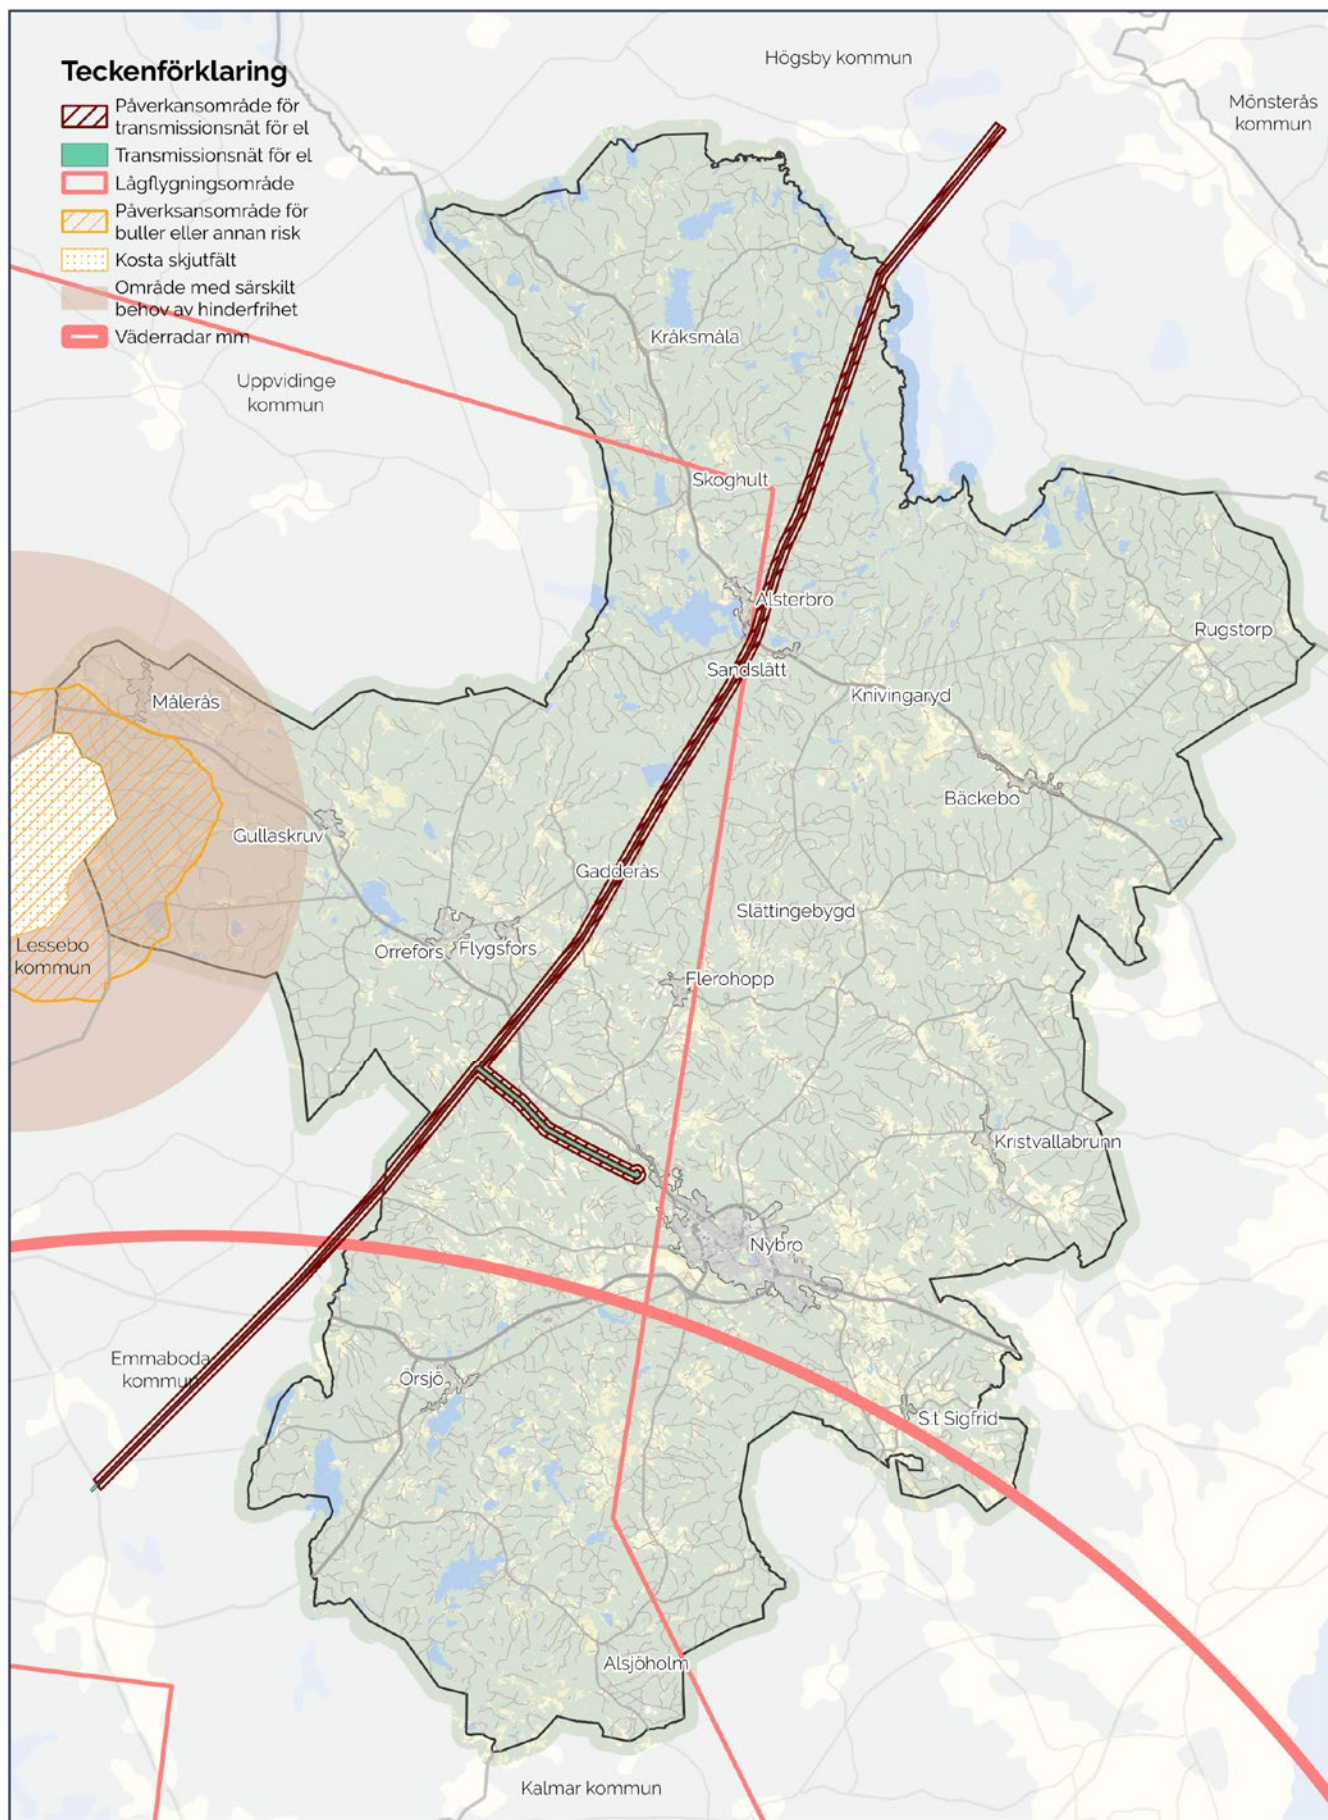 Teckenförklaring
Påverkansområde för
transmissionsnät för el
Transmissionsnät för el
Lågflygningsområde
Påverksansområde för
buller eller annan risk
Kosta skjutfält
Område med särskilt
behov av hinderfrihet
Väderradar mm
Högsby kommun
Mönsterås
kommun
Kråksmåla
Uppvidinge
kommun
Skoghult
Alsterbro
Rugstorp
Sandslätt
Målerås
Knivingaryd
Bäckebo
Gullaskruv
Gadderås
Slättingebygd
Lessebo
kommun
Orrefors
Flygsfors
Flerohopp
Kristvallabrunn
Nybro
Emmaboda
kommun
Örsjö
S:t Sigfrid
Alsjöholm
Kalmar kommun